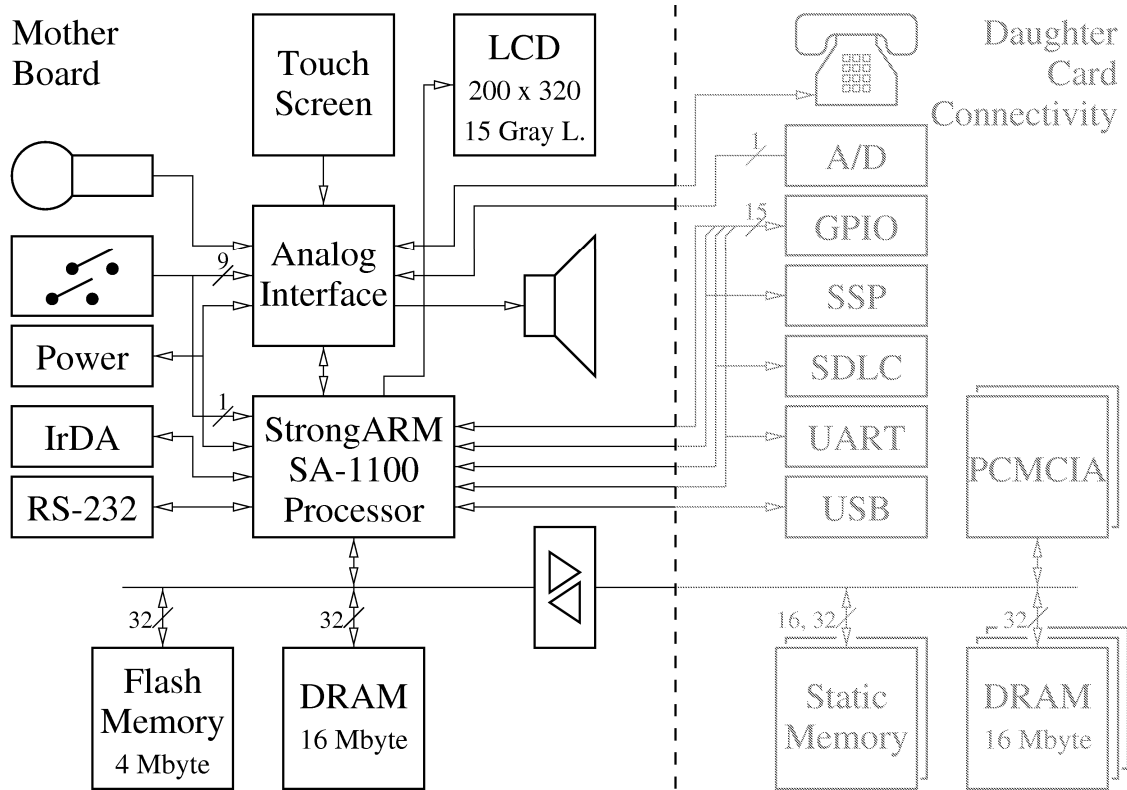 Mother
Board
Touch
Screen
LCD
200 x 320
15 Gray L.
Daughter
Card
Connectivity
1
A/D
15
GPIO
Analog
Interface
9
SSP
Power
SDLC
1
IrDA
StrongARM
SA-1100
Processor
UART
PCMCIA
RS-232
USB
32
32
16, 32
32
Flash
Memory
4 Mbyte
DRAM
16 Mbyte
Static
Memory
DRAM
16 Mbyte